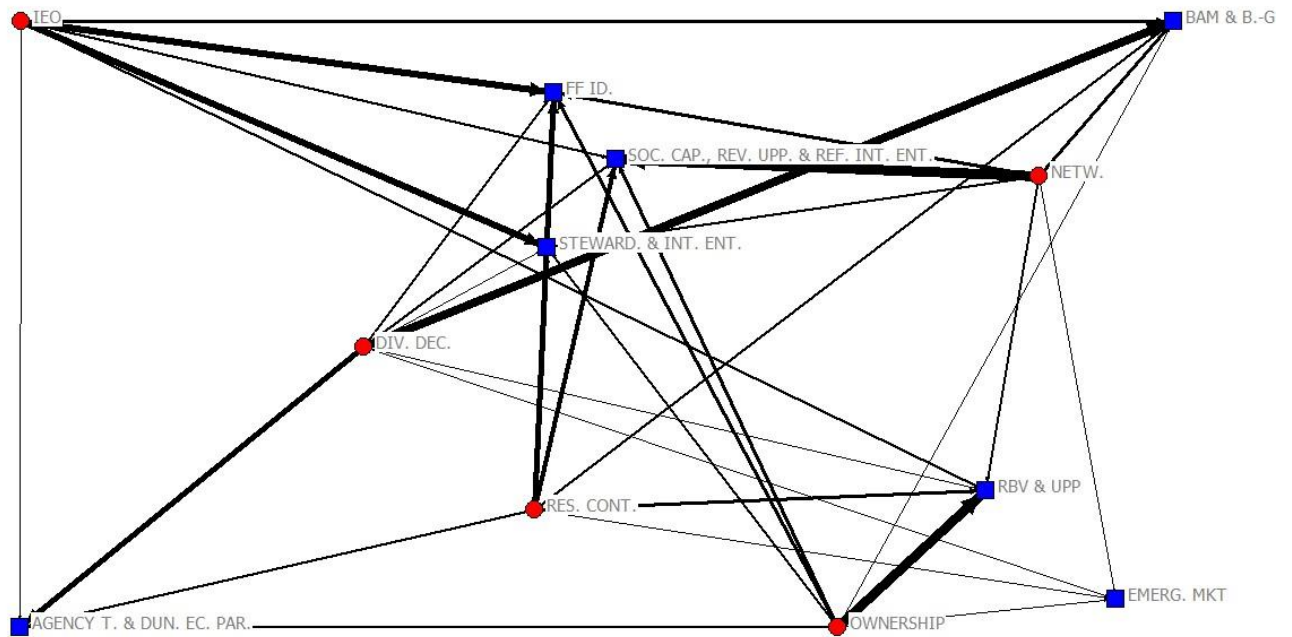 IEO
BAM & B.-G
FF ID.
SOC. CAP., REV. UPP. & REF. INT. ENT.
NETW.
STEWARD. & INT. ENT.
DIV. DEC.
RBV & UPP
RES. CONT.
EMERG. MKT
AGENCY T. & DUN. EC. PAR.
OWNERSHIP